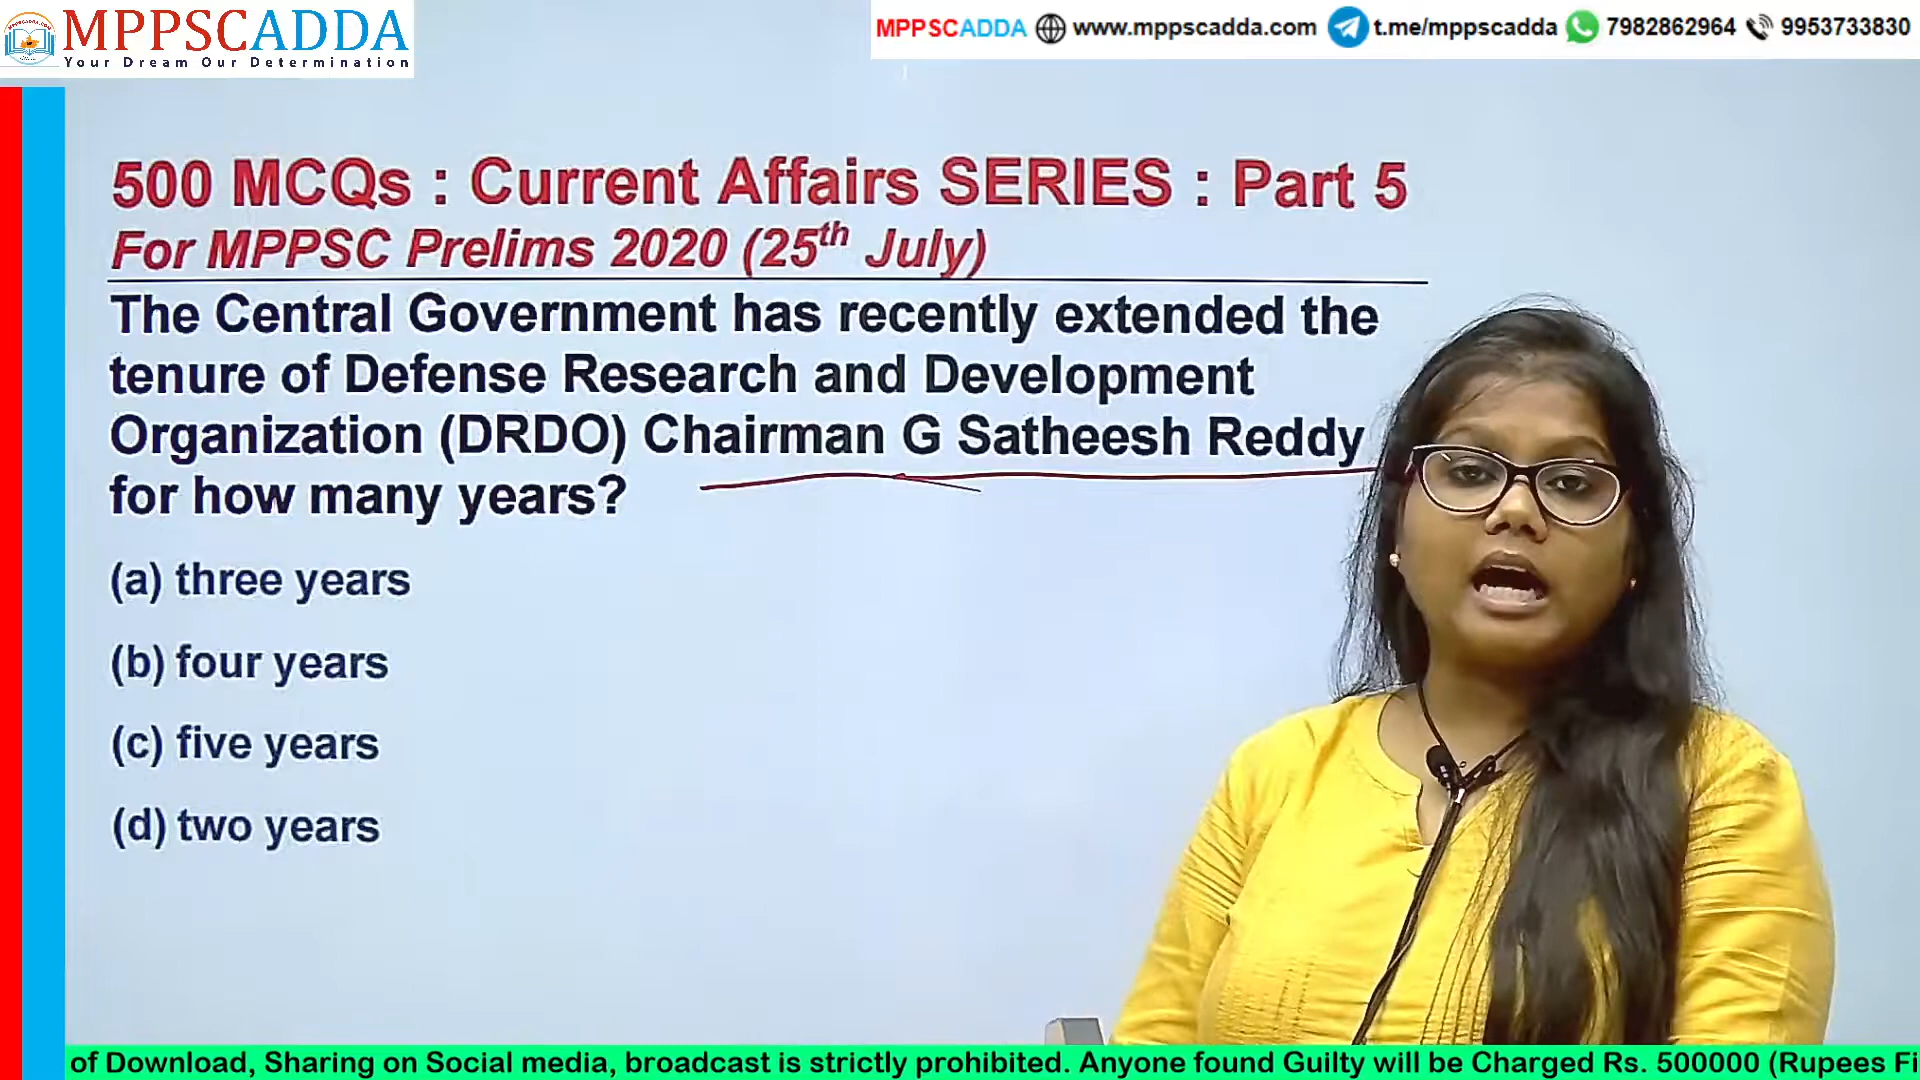 MPPSCADDA
Your Dream Our Determination
MPPSCADDA www.mppscadda.com t.me/mppscadda 7982862964 9953733830
500 MCQs : Current Affairs SERIES : Part 5
For MPPSC Prelims 2020 (25th July)
The Central Government has recently extended the
tenure of Defense Research and Development
Organization (DRDO) Chairman G Satheesh Reddy
for how many years?
(a) three years
(b) four years
(c) five years
(d) two years
of Download, Sharing on Social media, broadcast is strictly prohibited. Anyone found Guilty will be Charged Rs. 500000 (Rupees Fi